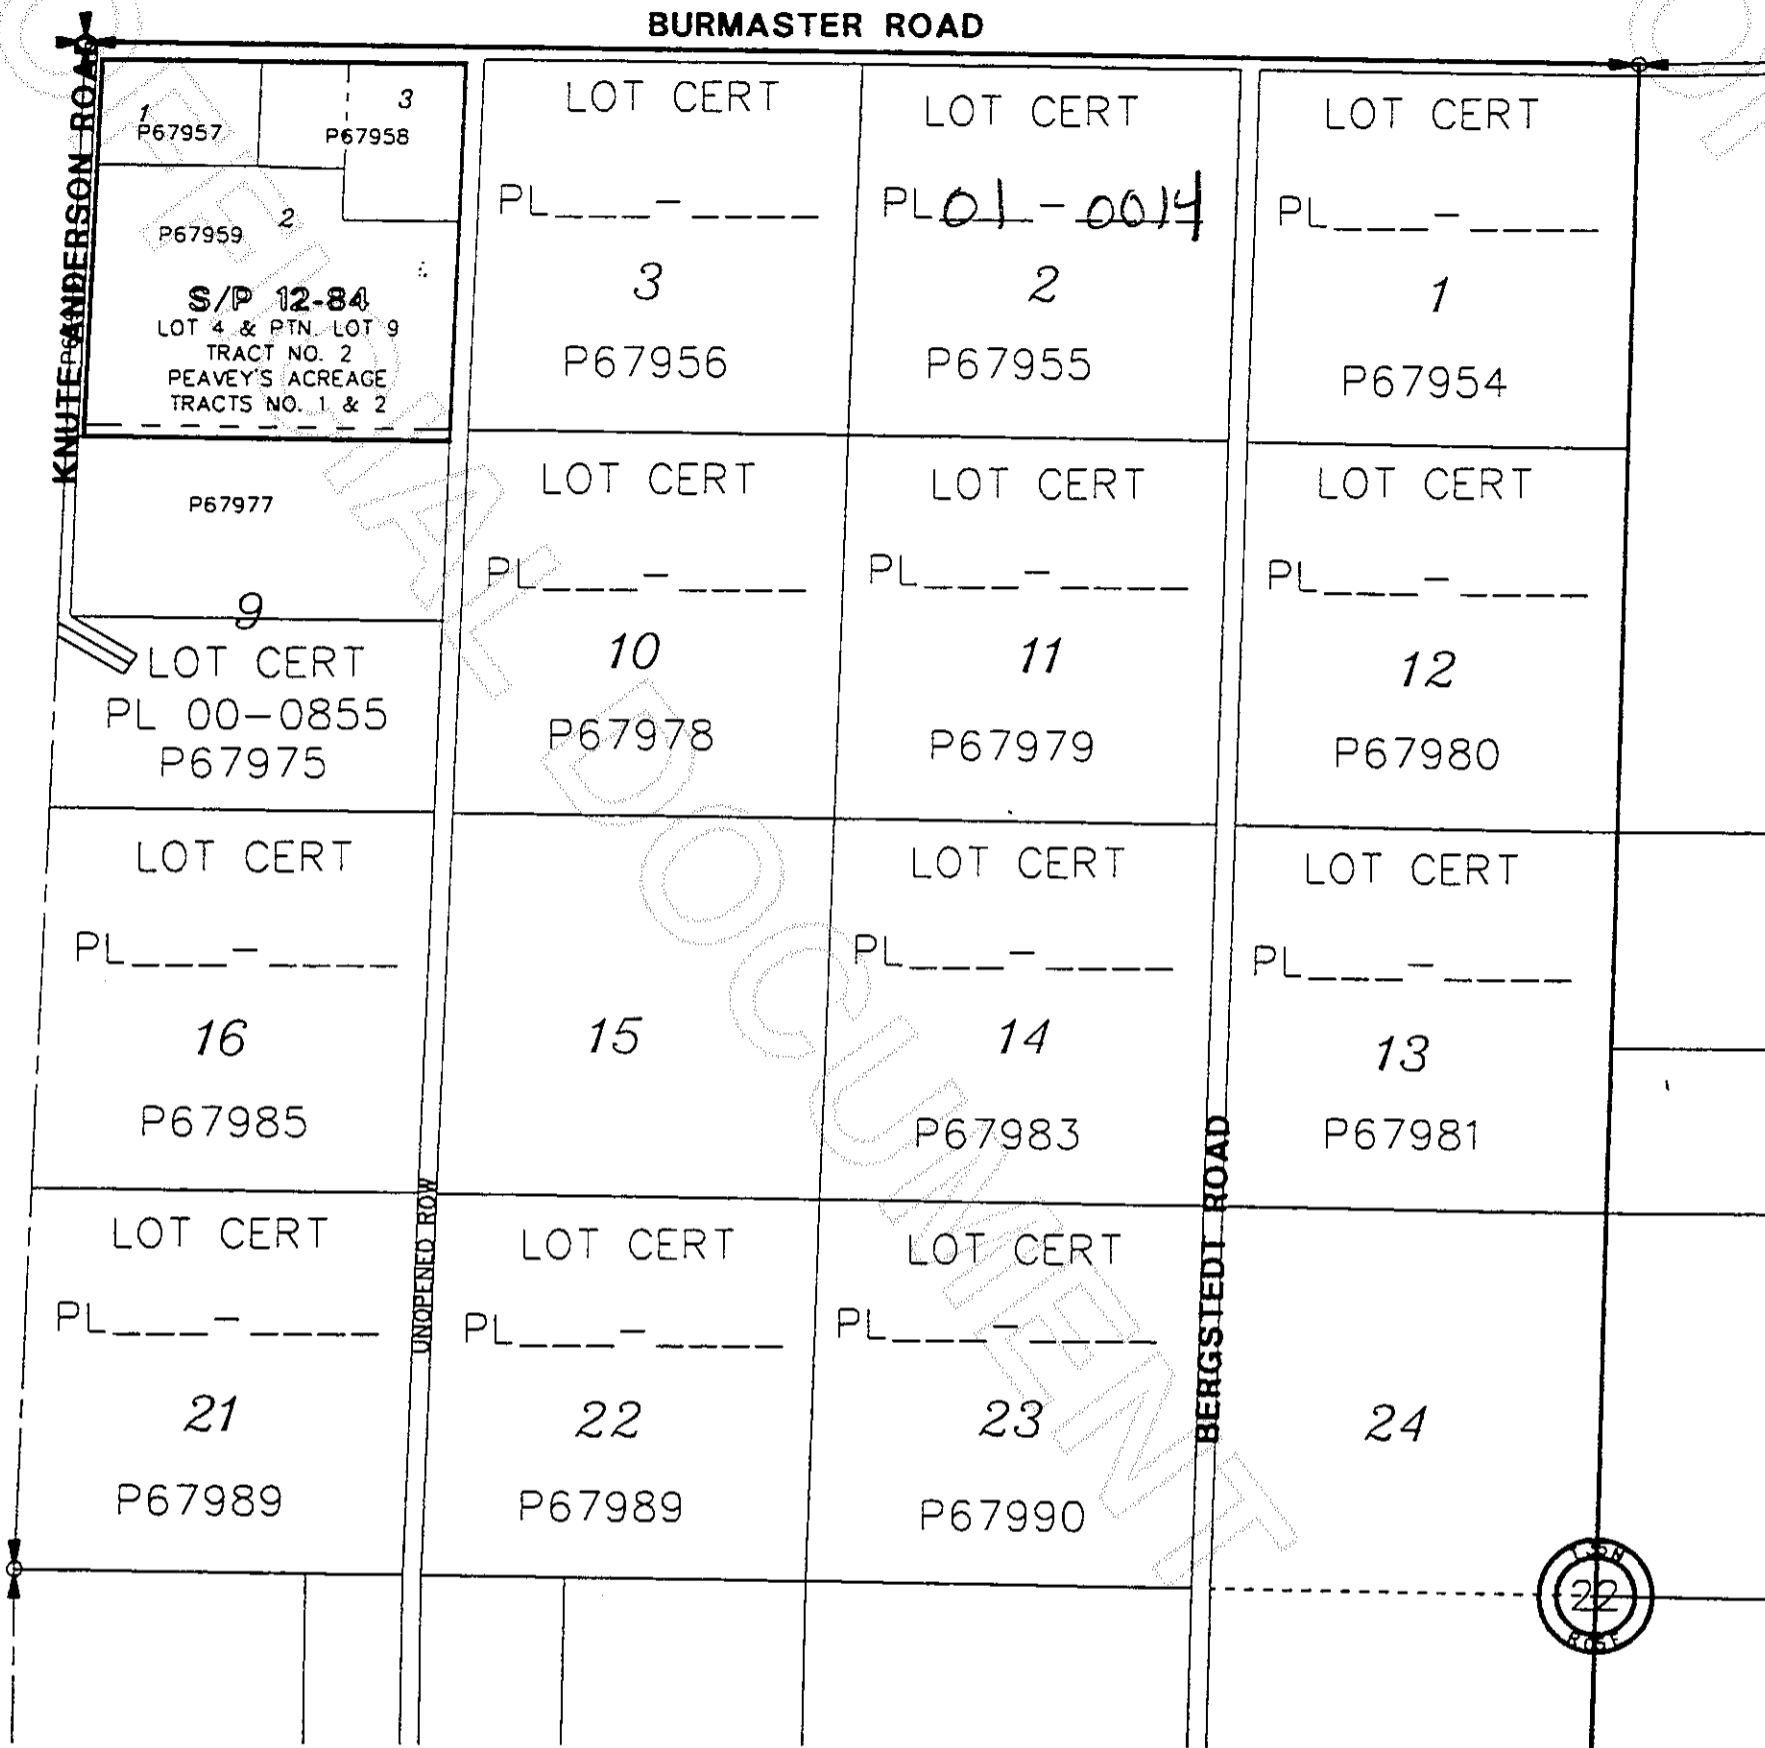 BURMASTER ROAD
KNUTE ANDERSON ROAD
1
P67957
3
P67958
P67959
2
S/P 12-84
LOT 4 & PTN. LOT 9
TRACT NO. 2
PEAVEY'S ACREAGE
TRACTS NO. 1 & 2
LOT CERT
PL___-____
3
P67956
LOT CERT
PL01-0014
2
P67955
LOT CERT
PL___-____
1
P67954
P67977
9
LOT CERT
PL 00-0855
P67975
LOT CERT
PL___-____
10
P67978
LOT CERT
PL___-____
11
P67979
LOT CERT
PL___-____
12
P67980
LOT CERT
PL___-____
16
P67985
15
LOT CERT
PL___-____
14
P67983
LOT CERT
PL___-____
13
P67981
UNOPENED ROW
BERGSTEDT ROAD
LOT CERT
PL___-____
21
P67989
LOT CERT
PL___-____
22
P67989
LOT CERT
PL___-____
23
P67990
24
22
UNOFFICIAL DOCUMENT